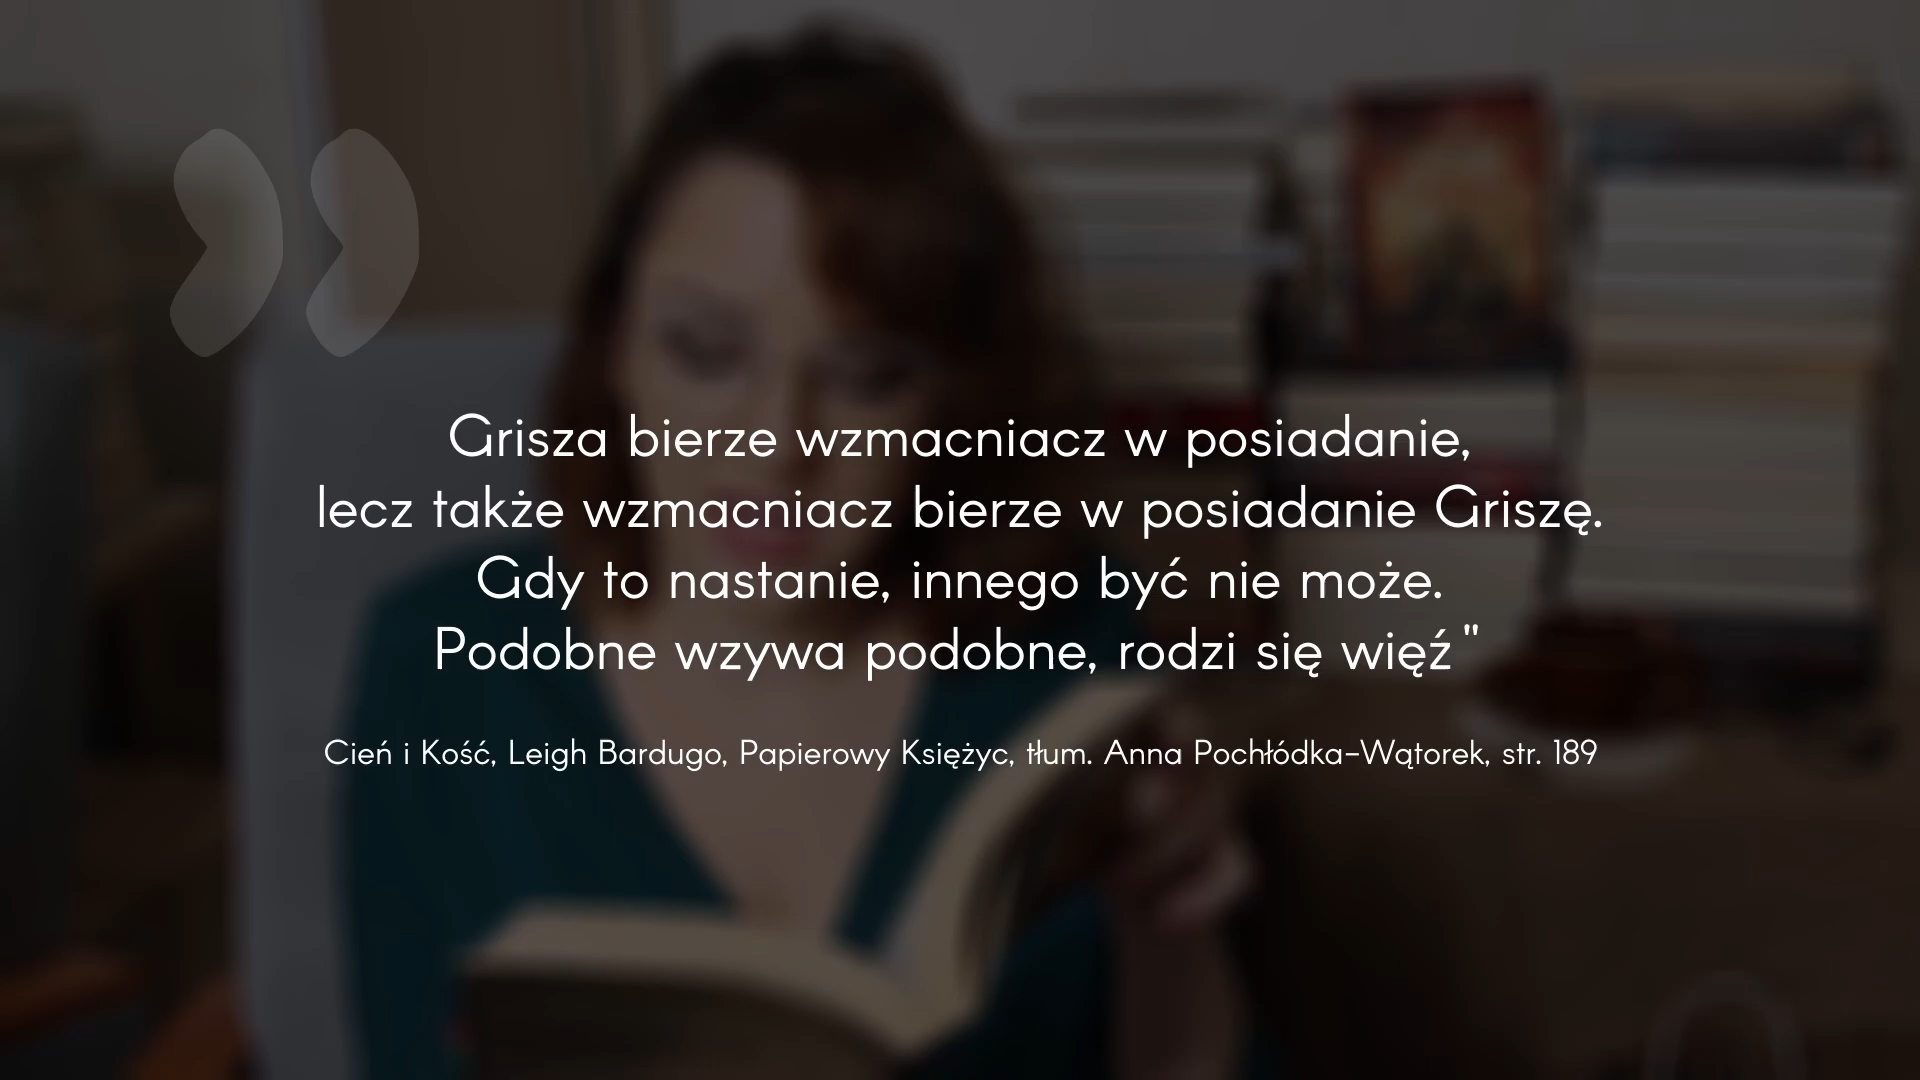 Grisza bierze wzmacniacz w posiadanie,
lecz także wzmacniacz bierze w posiadanie Griszę.
Gdy to nastanie, innego być nie może.
Podobne wzywa podobne, rodzi się więź"
Cień i Kość, Leigh Bardugo, Papierowy Księżyc, tłum. Anna Pochłódka-Wątorek, str. 189